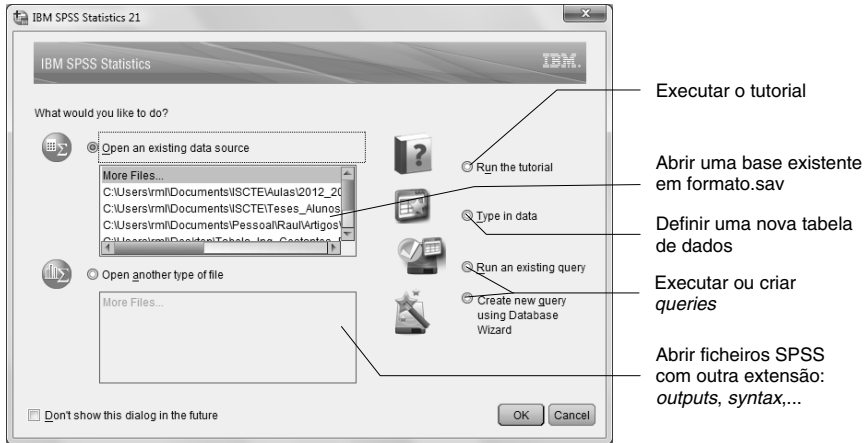 IBM SPSS Statistics 21
IBM SPSS Statistics
IBM.
What would you like to do?
Open an existing data source
More Files...
C:\Users\rml\Documents\ISCTE\Aulas\2012_20
C:\Users\rml\Documents\ISCTE\Teses_Alunos
C:\Users\rml\Documents\Pessoal\Raul\Artigos\
Open another type of file
More Files...
Run the tutorial
Type in data
Run an existing query
Create new query
using Database
Wizard
Don't show this dialog in the future
OK
Cancel
Executar o tutorial
Abrir uma base existente
em formato.sav
Definir uma nova tabela
de dados
Executar ou criar
queries
Abrir ficheiros SPSS
com outra extensão:
outputs, syntax,...